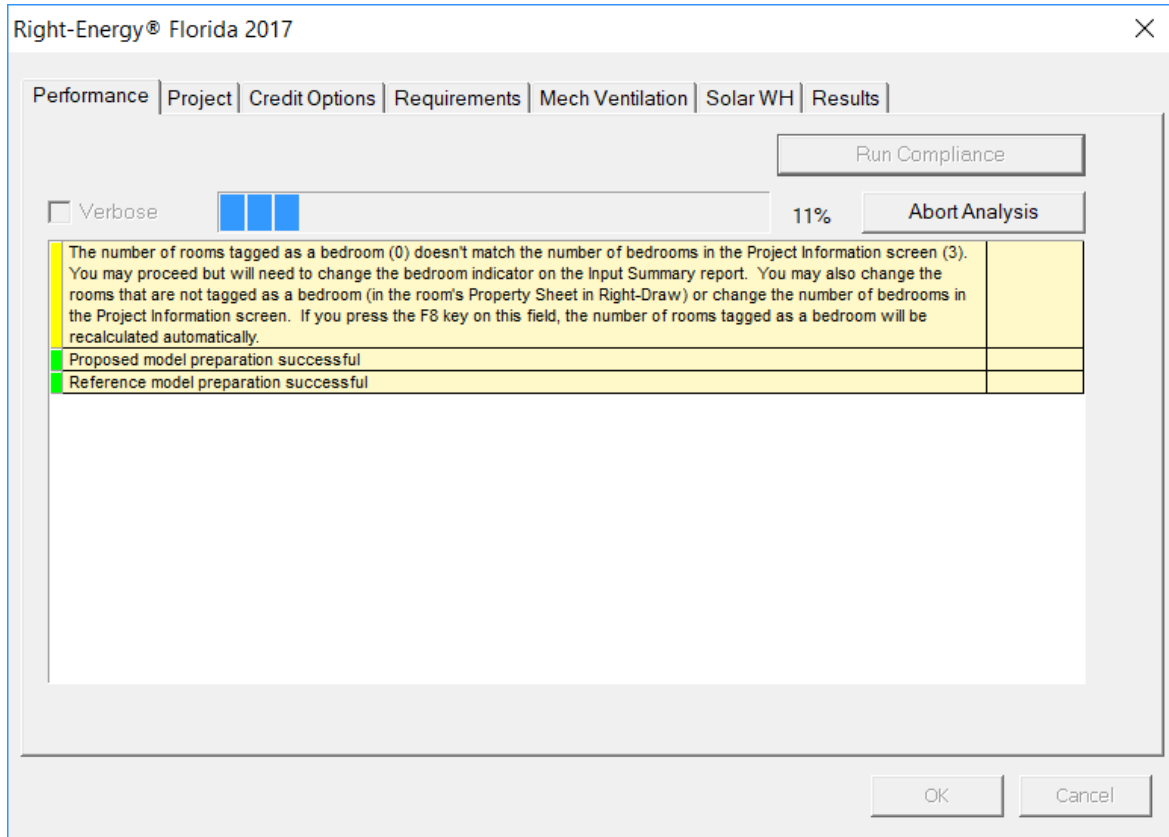 Right-Energy® Florida 2017
Performance Project Credit Options Requirements Mech Ventilation Solar WH Results
Run Compliance
Verbose 11% Abort Analysis
The number of rooms tagged as a bedroom (0) doesn't match the number of bedrooms in the Project Information screen (3).
You may proceed but will need to change the bedroom indicator on the Input Summary report. You may also change the
rooms that are not tagged as a bedroom (in the room's Property Sheet in Right-Draw) or change the number of bedrooms in
the Project Information screen. If you press the F8 key on this field, the number of rooms tagged as a bedroom will be
recalculated automatically.
Proposed model preparation successful
Reference model preparation successful
OK Cancel